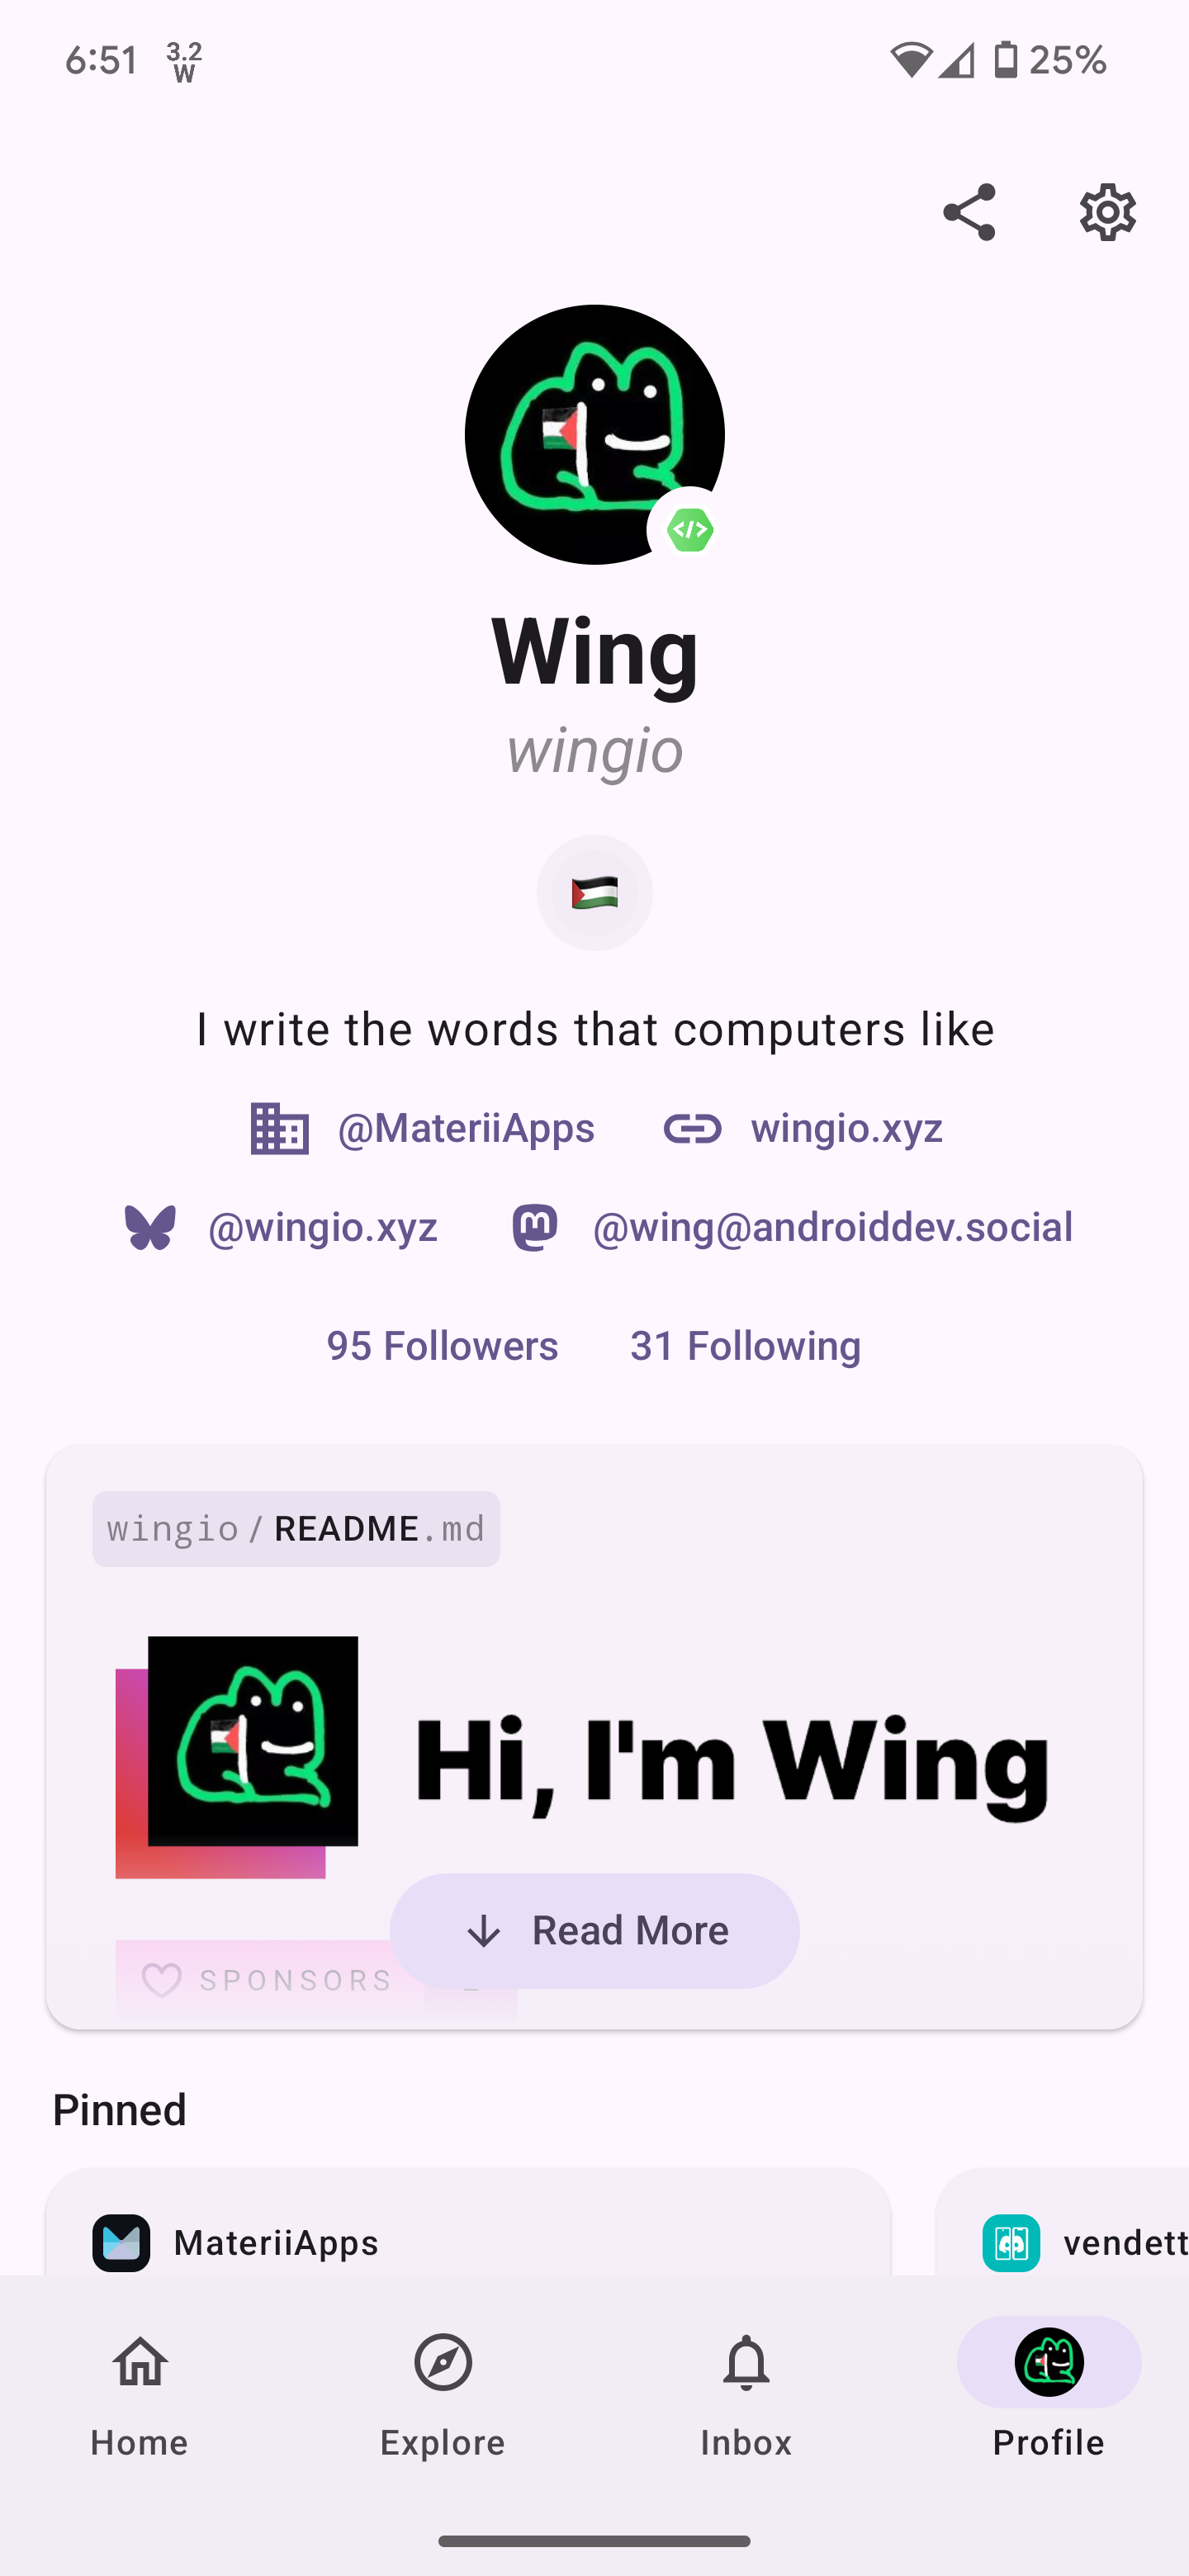 6:51 3.2 W 25%
Wing
wingio
I write the words that computers like
@MateriiApps wingio.xyz
@wingio.xyz @wing@androiddev.social
95 Followers 31 Following
wingio / README.md
Hi, I'm Wing
Read More
SPONSORS
Pinned
MateriiApps vendett
Home Explore Inbox Profile